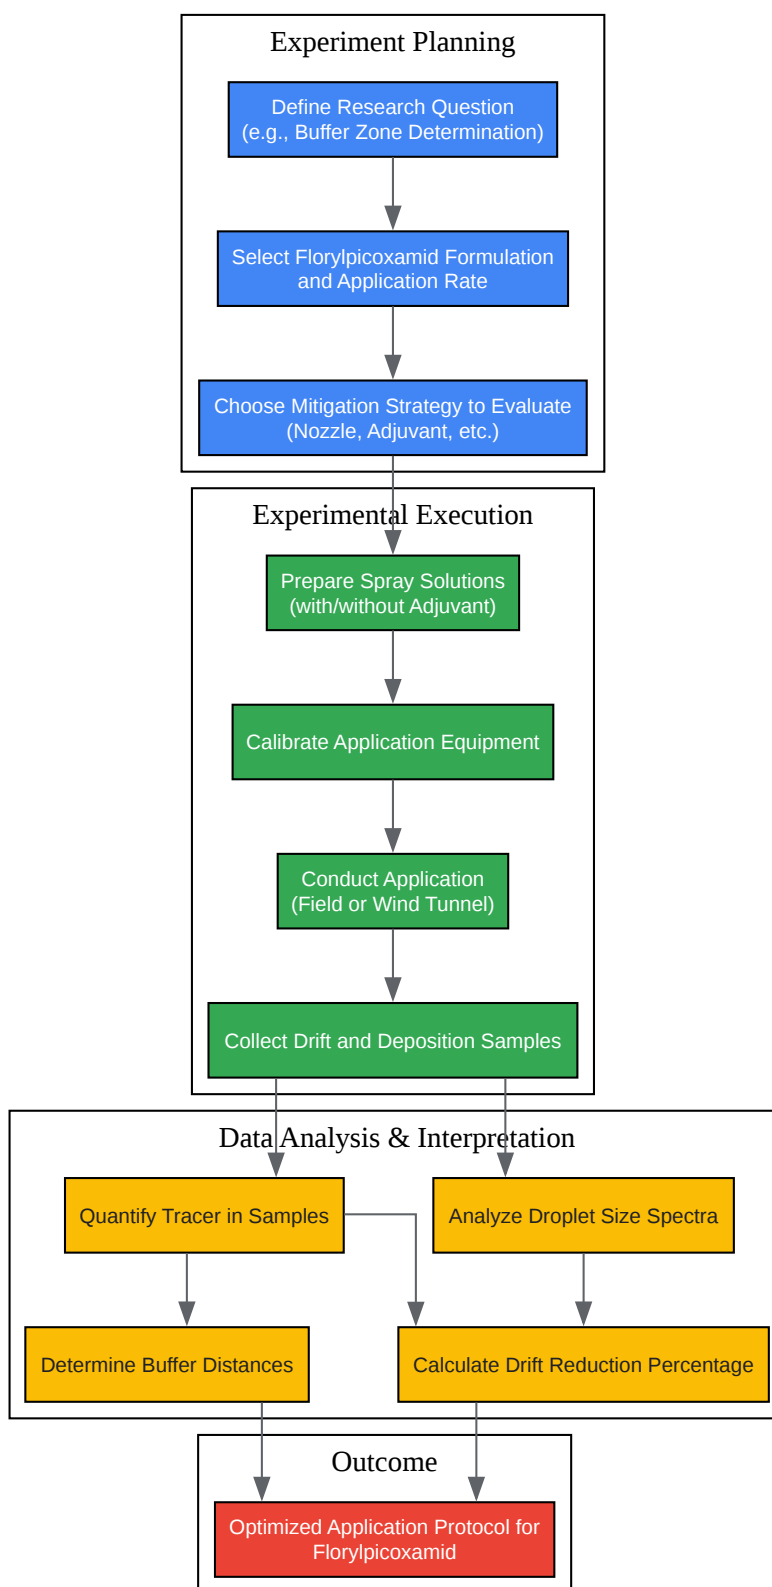 Experiment Planning
Define Research Question
(e.g., Buffer Zone Determination)
Select Florylpicoxamid Formulation
and Application Rate
Choose Mitigation Strategy to Evaluate
(Nozzle, Adjuvant, etc.)
Experimental Execution
Prepare Spray Solutions
(with/without Adjuvant)
Calibrate Application Equipment
Conduct Application
(Field or Wind Tunnel)
Collect Drift and Deposition Samples
Data Analysis & Interpretation
Quantify Tracer in Samples
Analyze Droplet Size Spectra
Determine Buffer Distances
Calculate Drift Reduction Percentage
Outcome
Optimized Application Protocol for
Florylpicoxamid